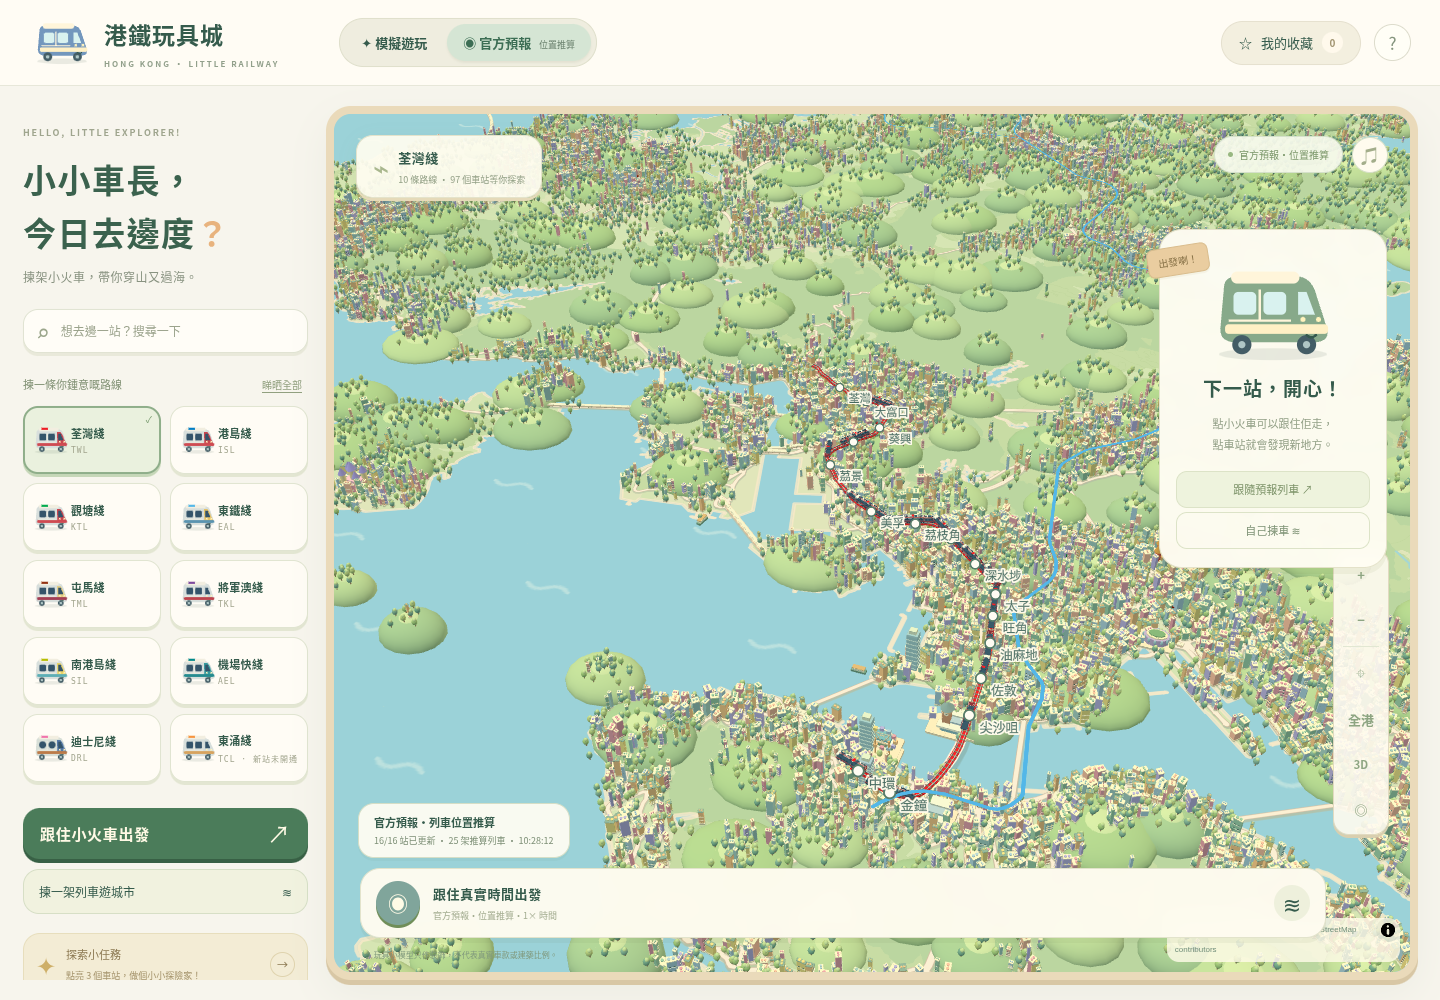 港鐵玩具城
HONG KONG · LITTLE RAILWAY
✦ 模擬遊玩
◉ 官方預報 位置推算
☆ 我的收藏 0
?
HELLO, LITTLE EXPLORER!
小小車長，
今日去邊度？
揀架小火車，帶你穿山又過海。
想去邊一站？搜尋一下
揀一條你鍾意嘅路線
睇晒全部
荃灣綫
TWL
✓
港島綫
ISL
觀塘綫
KTL
東鐵綫
EAL
屯馬綫
TML
將軍澳綫
TKL
南港島綫
SIL
機場快綫
AEL
迪士尼綫
DRL
東涌綫
TCL · 新站未開通
跟住小火車出發 ↗
揀一架列車遊城市 ≋
探索小任務
點亮 3 個車站，做個小小探險家！
→
荃灣綫
10 條路線 · 97 個車站等你探索
官方預報·位置推算
出發喇！
下一站，開心！
點小火車可以跟住佢走，
點車站就會發現新地方。
跟隨預報列車 ↗
自己揀車 ≋
+
−
全港
3D
荃灣
大窩口
葵興
荔景
美孚
荔枝角
深水埗
太子
旺角
油麻地
佐敦
尖沙咀
中環
金鐘
官方預報·列車位置推算
16/16 站已更新 · 25 架推算列車 · 10:28:12
跟住真實時間出發
官方預報·位置推算·1× 時間
≋
StreetMap
contributors